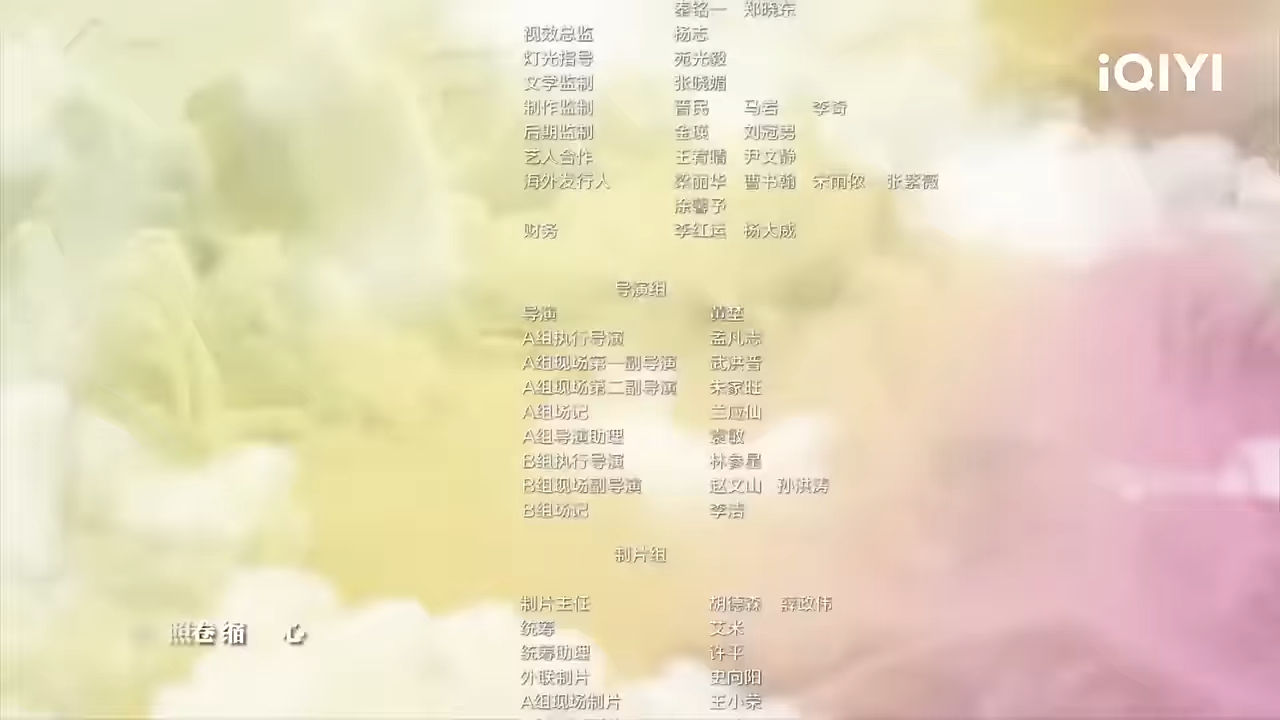 秦铭一 郑晓东
iQIYI
视效总监 杨志
灯光指导 苑光毅
文学监制 张晓媚
制作监制 晋民 马岩 李奇
后期监制 金瑛 刘冠男
艺人合作 王宥晴 尹文静
海外发行人 梁丽华 曹书翰 宋雨侬 张紫薇
涂馨予
财务 李红运 杨大威
导演组
导演 黄堃
A组执行导演 孟凡志
A组现场第一副导演 武洪晋
A组现场第二副导演 朱家旺
A组场记 兰应仙
A组导演助理 袁敏
B组执行导演 林参星
B组现场副导演 赵文山 孙洪涛
B组场记 李洁
制片组
制片主任 胡德森 薛政伟
统筹 艾米
统筹助理 许平
卷缩 心
外联制片 史向阳
A组现场制片 王小荣